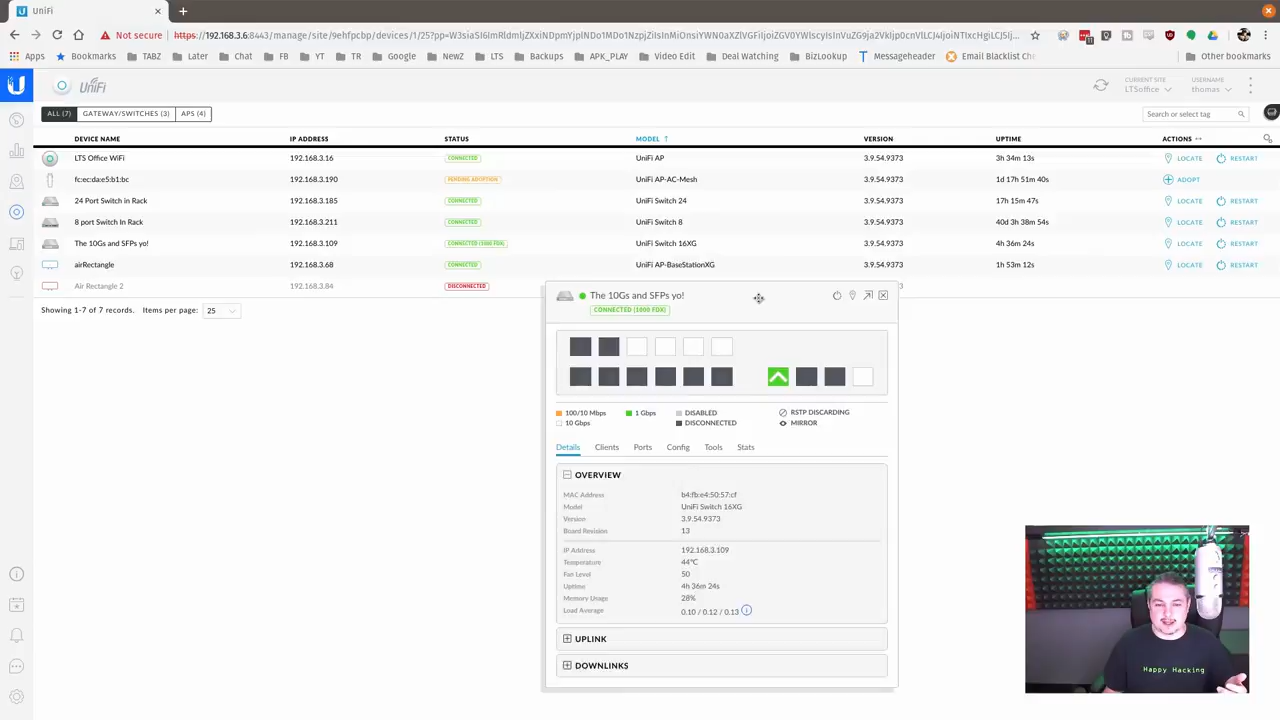 UniFi
Not secure
https://192.168.3.6:8443/manage/site/9ehfpcbp/devices/1/25?
Apps
Bookmarks
TABZ
Later
Chat
FB
YT
TR
Google
NewZ
LTS
Backups
APK_PLAY
Video Edit
Deal Watching
BizLookup
Messageheader
Email Blacklist Che
Other bookmarks
UniFi
CURRENT SITE
LTSoffice
USERNAME
thomas
ALL (7)
GATEWAY/SWITCHES (3)
APS (4)
Search or select tag
DEVICE NAME IP ADDRESS STATUS MODEL ↑ VERSION UPTIME ACTIONS
LTS Office WiFi 192.168.3.16 CONNECTED UniFi AP 3.9.54.9373 3h 34m 13s LOCATE RESTART
fc:ec:da:e5:b1:bc 192.168.3.190 PENDING ADOPTION UniFi AP-AC-Mesh 3.9.54.9373 1d 17h 51m 40s ADOPT
24 Port Switch in Rack 192.168.3.185 CONNECTED UniFi Switch 24 3.9.54.9373 17h 15m 47s LOCATE RESTART
8 port Switch In Rack 192.168.3.211 CONNECTED UniFi Switch 8 3.9.54.9373 40d 3h 38m 54s LOCATE RESTART
The 10Gs and SFPs yo! 192.168.3.109 CONNECTED (1000 FDX) UniFi Switch 16XG 3.9.54.9373 4h 36m 24s LOCATE RESTART
airRectangle 192.168.3.68 CONNECTED UniFi AP-BaseStationXG 3.9.54.9373 1h 53m 12s LOCATE RESTART
Air Rectangle 2 192.168.3.84 DISCONNECTED
Showing 1-7 of 7 records. Items per page: 25
The 10Gs and SFPs yo!
CONNECTED (1000 FDX)
100/10 Mbps 1 Gbps DISABLED RSTP DISCARDING
10 Gbps DISCONNECTED MIRROR
Details Clients Ports Config Tools Stats
OVERVIEW
MAC Address b4:fb:e4:50:57:cf
Model UniFi Switch 16XG
Version 3.9.54.9373
Board Revision 13
IP Address 192.168.3.109
Temperature 44°C
Fan Level 50
Uptime 4h 36m 24s
Memory Usage 28%
Load Average 0.10 / 0.12 / 0.13
UPLINK
DOWNLINKS
Happy Hacking